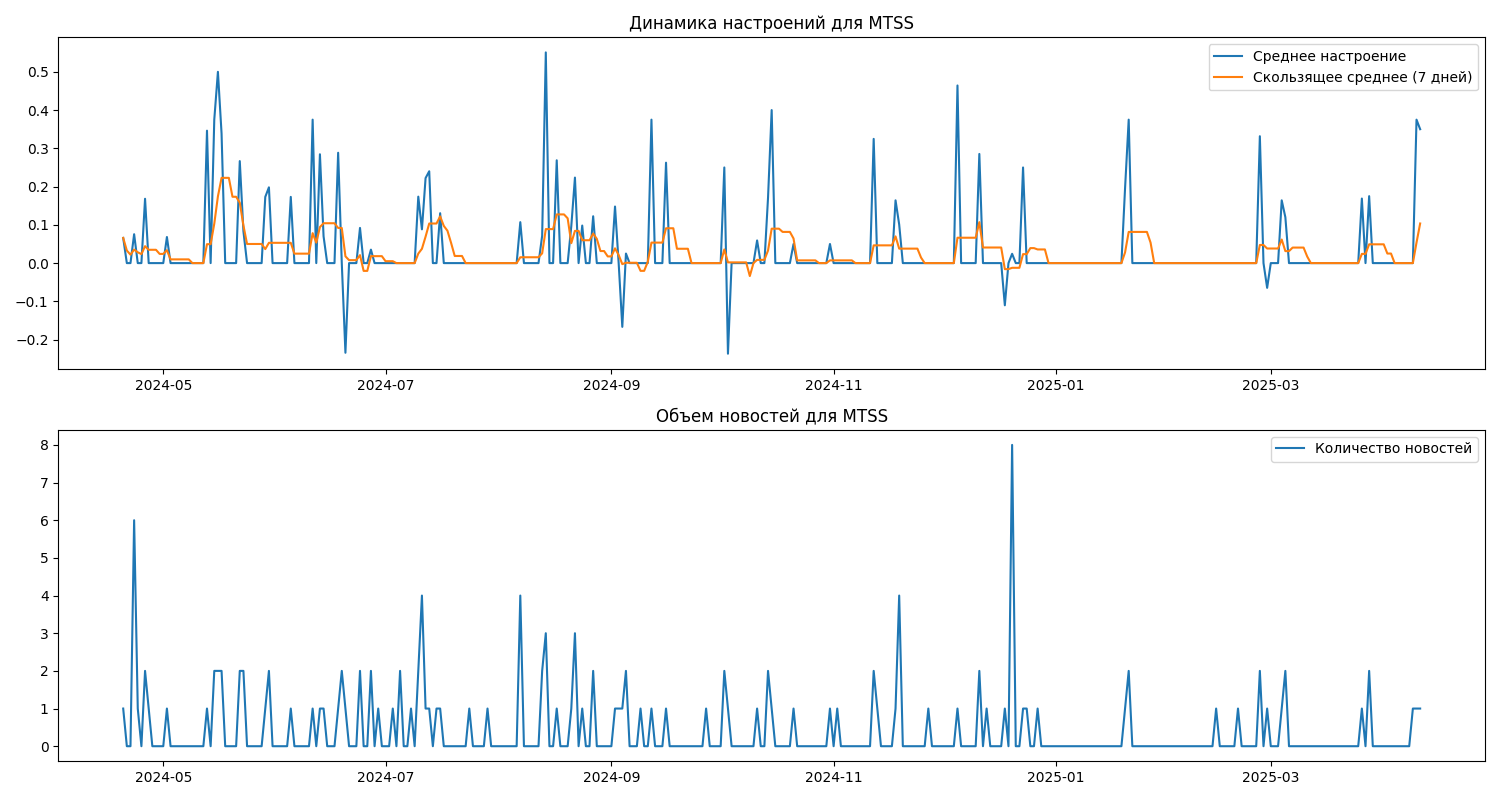 Динамика настроений для MTSS
Среднее настроение
Скользящее среднее (7 дней)
0.5
0.4
0.3
0.2
0.1
0.0
−0.1
−0.2
2024-05 2024-07 2024-09 2024-11 2025-01 2025-03
Объем новостей для MTSS
Количество новостей
8
7
6
5
4
3
2
1
0
2024-05 2024-07 2024-09 2024-11 2025-01 2025-03